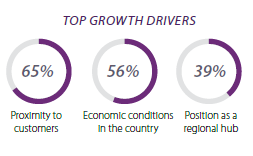 TOP GROWTH DRIVERS
65% 56% 39%
Proximity to customers
Economic conditions in the country
Position as a regional hub